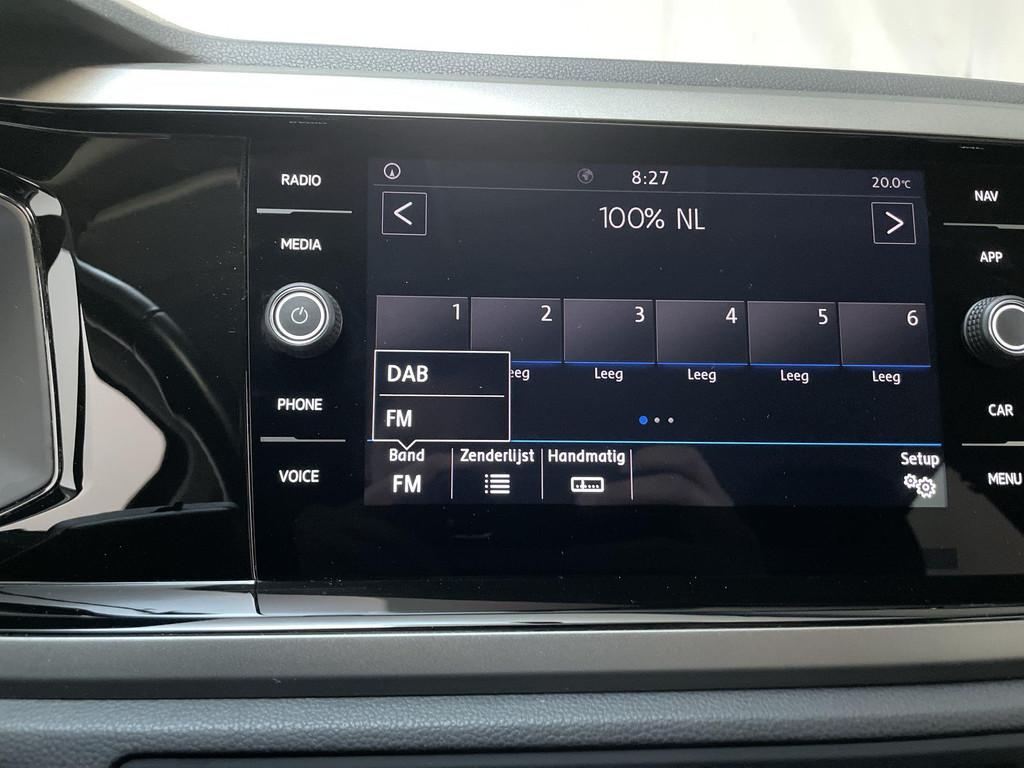 RADIO
MEDIA
PHONE
VOICE
8:27
20.0°C
<
100% NL
>
1
2
3
4
5
6
eeg
Leeg
Leeg
Leeg
Leeg
DAB
FM
Band
FM
Zenderlijst
Handmatig
Setup
NAV
APP
CAR
MENU